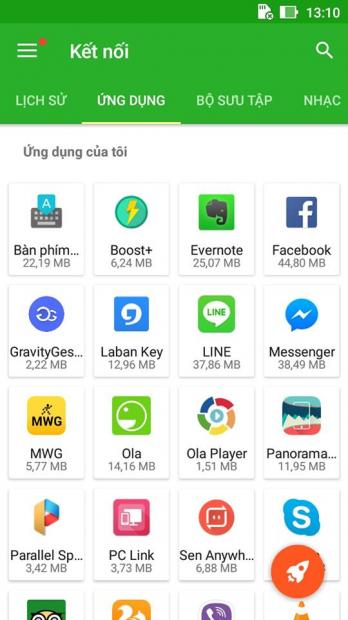 13:10
Kết nối
LỊCH SỬ ỨNG DỤNG BỘ SƯU TẬP NHẠC
Ứng dụng của tôi
Bàn phím... Boost+ Evernote Facebook
22,19 MB 6,24 MB 25,07 MB 44,80 MB
GravityGes... Laban Key LINE Messenger
2,22 MB 12,96 MB 37,86 MB 38,49 MB
MWG
MWG Ola Ola Player Panorama...
5,77 MB 14,16 MB 1,51 MB 11,95 MB
Parallel Sp... PC Link Sen Anywh...
3,42 MB 3,73 MB 6,88 MB